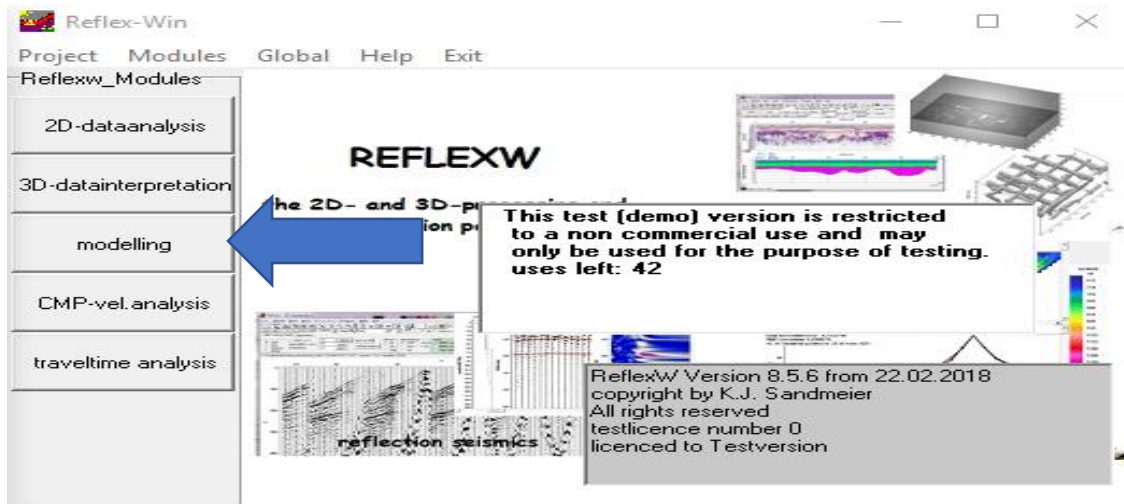 Reflex-Win
Project Modules Global Help Exit
Reflexw_Modules
2D-dataanalysis
3D-datainterpretation
modelling
CMP-vel.analysis
traveltime analysis
REFLEXW
he 2D- and 3D-p
ion p
This test (demo) version is restricted
to a non commercial use and may
only be used for the purpose of testing.
uses left: 42
reflection seismics
ReflexW Version 8.5.6 from 22.02.2018
copyright by K.J. Sandmeier
All rights reserved
testlicence number 0
licenced to Testversion